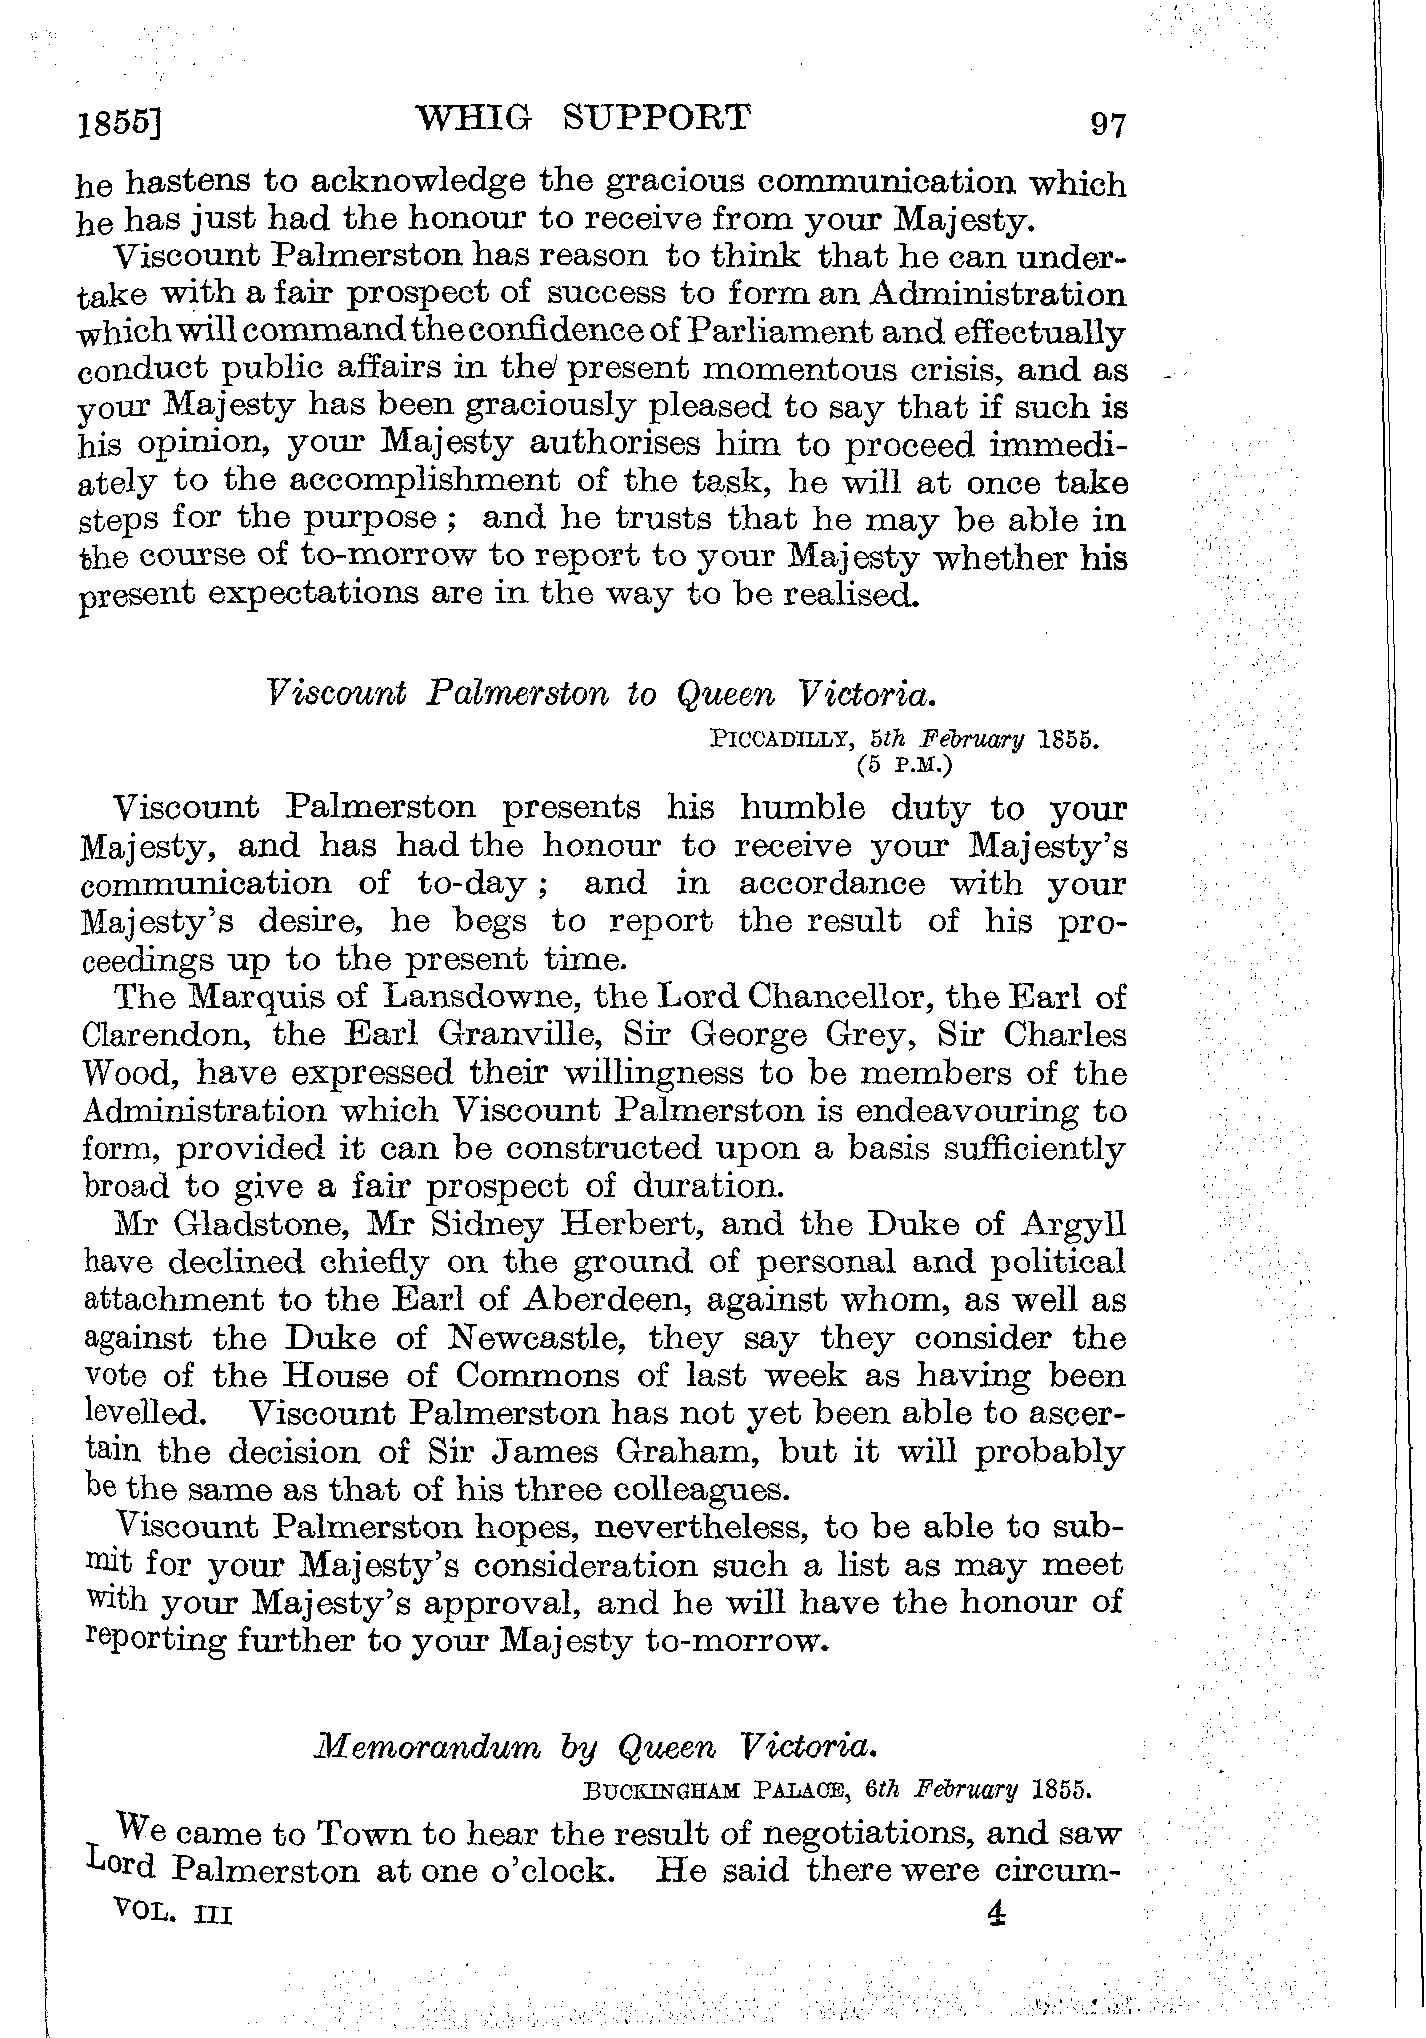 1855] WHIG SUPPORT 97
he hastens to acknowledge the gracious communication which
he has just had the honour to receive from your Majesty.
Viscount Palmerston has reason to think that he can under-
take with a fair prospect of success to form an Administration
which will command the confidence of Parliament and effectually
conduct public affairs in the present momentous crisis, and as
your Majesty has been graciously pleased to say that if such is
his opinion, your Majesty authorises him to proceed immedi-
ately to the accomplishment of the task, he will at once take
steps for the purpose ; and he trusts that he may be able in
the course of to-morrow to report to your Majesty whether his
present expectations are in the way to be realised.
Viscount Palmerston to Queen Victoria.
PICCADILLY, 5th February 1855.
(5 P.M.)
Viscount Palmerston presents his humble duty to your
Majesty, and has had the honour to receive your Majesty's
communication of to-day ; and in accordance with your
Majesty's desire, he begs to report the result of his pro-
ceedings up to the present time.
The Marquis of Lansdowne, the Lord Chancellor, the Earl of
Clarendon, the Earl Granville, Sir George Grey, Sir Charles
Wood, have expressed their willingness to be members of the
Administration which Viscount Palmerston is endeavouring to
form, provided it can be constructed upon a basis sufficiently
broad to give a fair prospect of duration.
Mr Gladstone, Mr Sidney Herbert, and the Duke of Argyll
have declined chiefly on the ground of personal and political
attachment to the Earl of Aberdeen, against whom, as well as
against the Duke of Newcastle, they say they consider the
vote of the House of Commons of last week as having been
levelled. Viscount Palmerston has not yet been able to ascer-
tain the decision of Sir James Graham, but it will probably
be the same as that of his three colleagues.
Viscount Palmerston hopes, nevertheless, to be able to sub-
mit for your Majesty's consideration such a list as may meet
with your Majesty's approval, and he will have the honour of
reporting further to your Majesty to-morrow.
Memorandum by Queen Victoria.
BUCKINGHAM PALACE, 6th February 1855.
We came to Town to hear the result of negotiations, and saw
Lord Palmerston at one o'clock. He said there were circum-
VOL. III 4